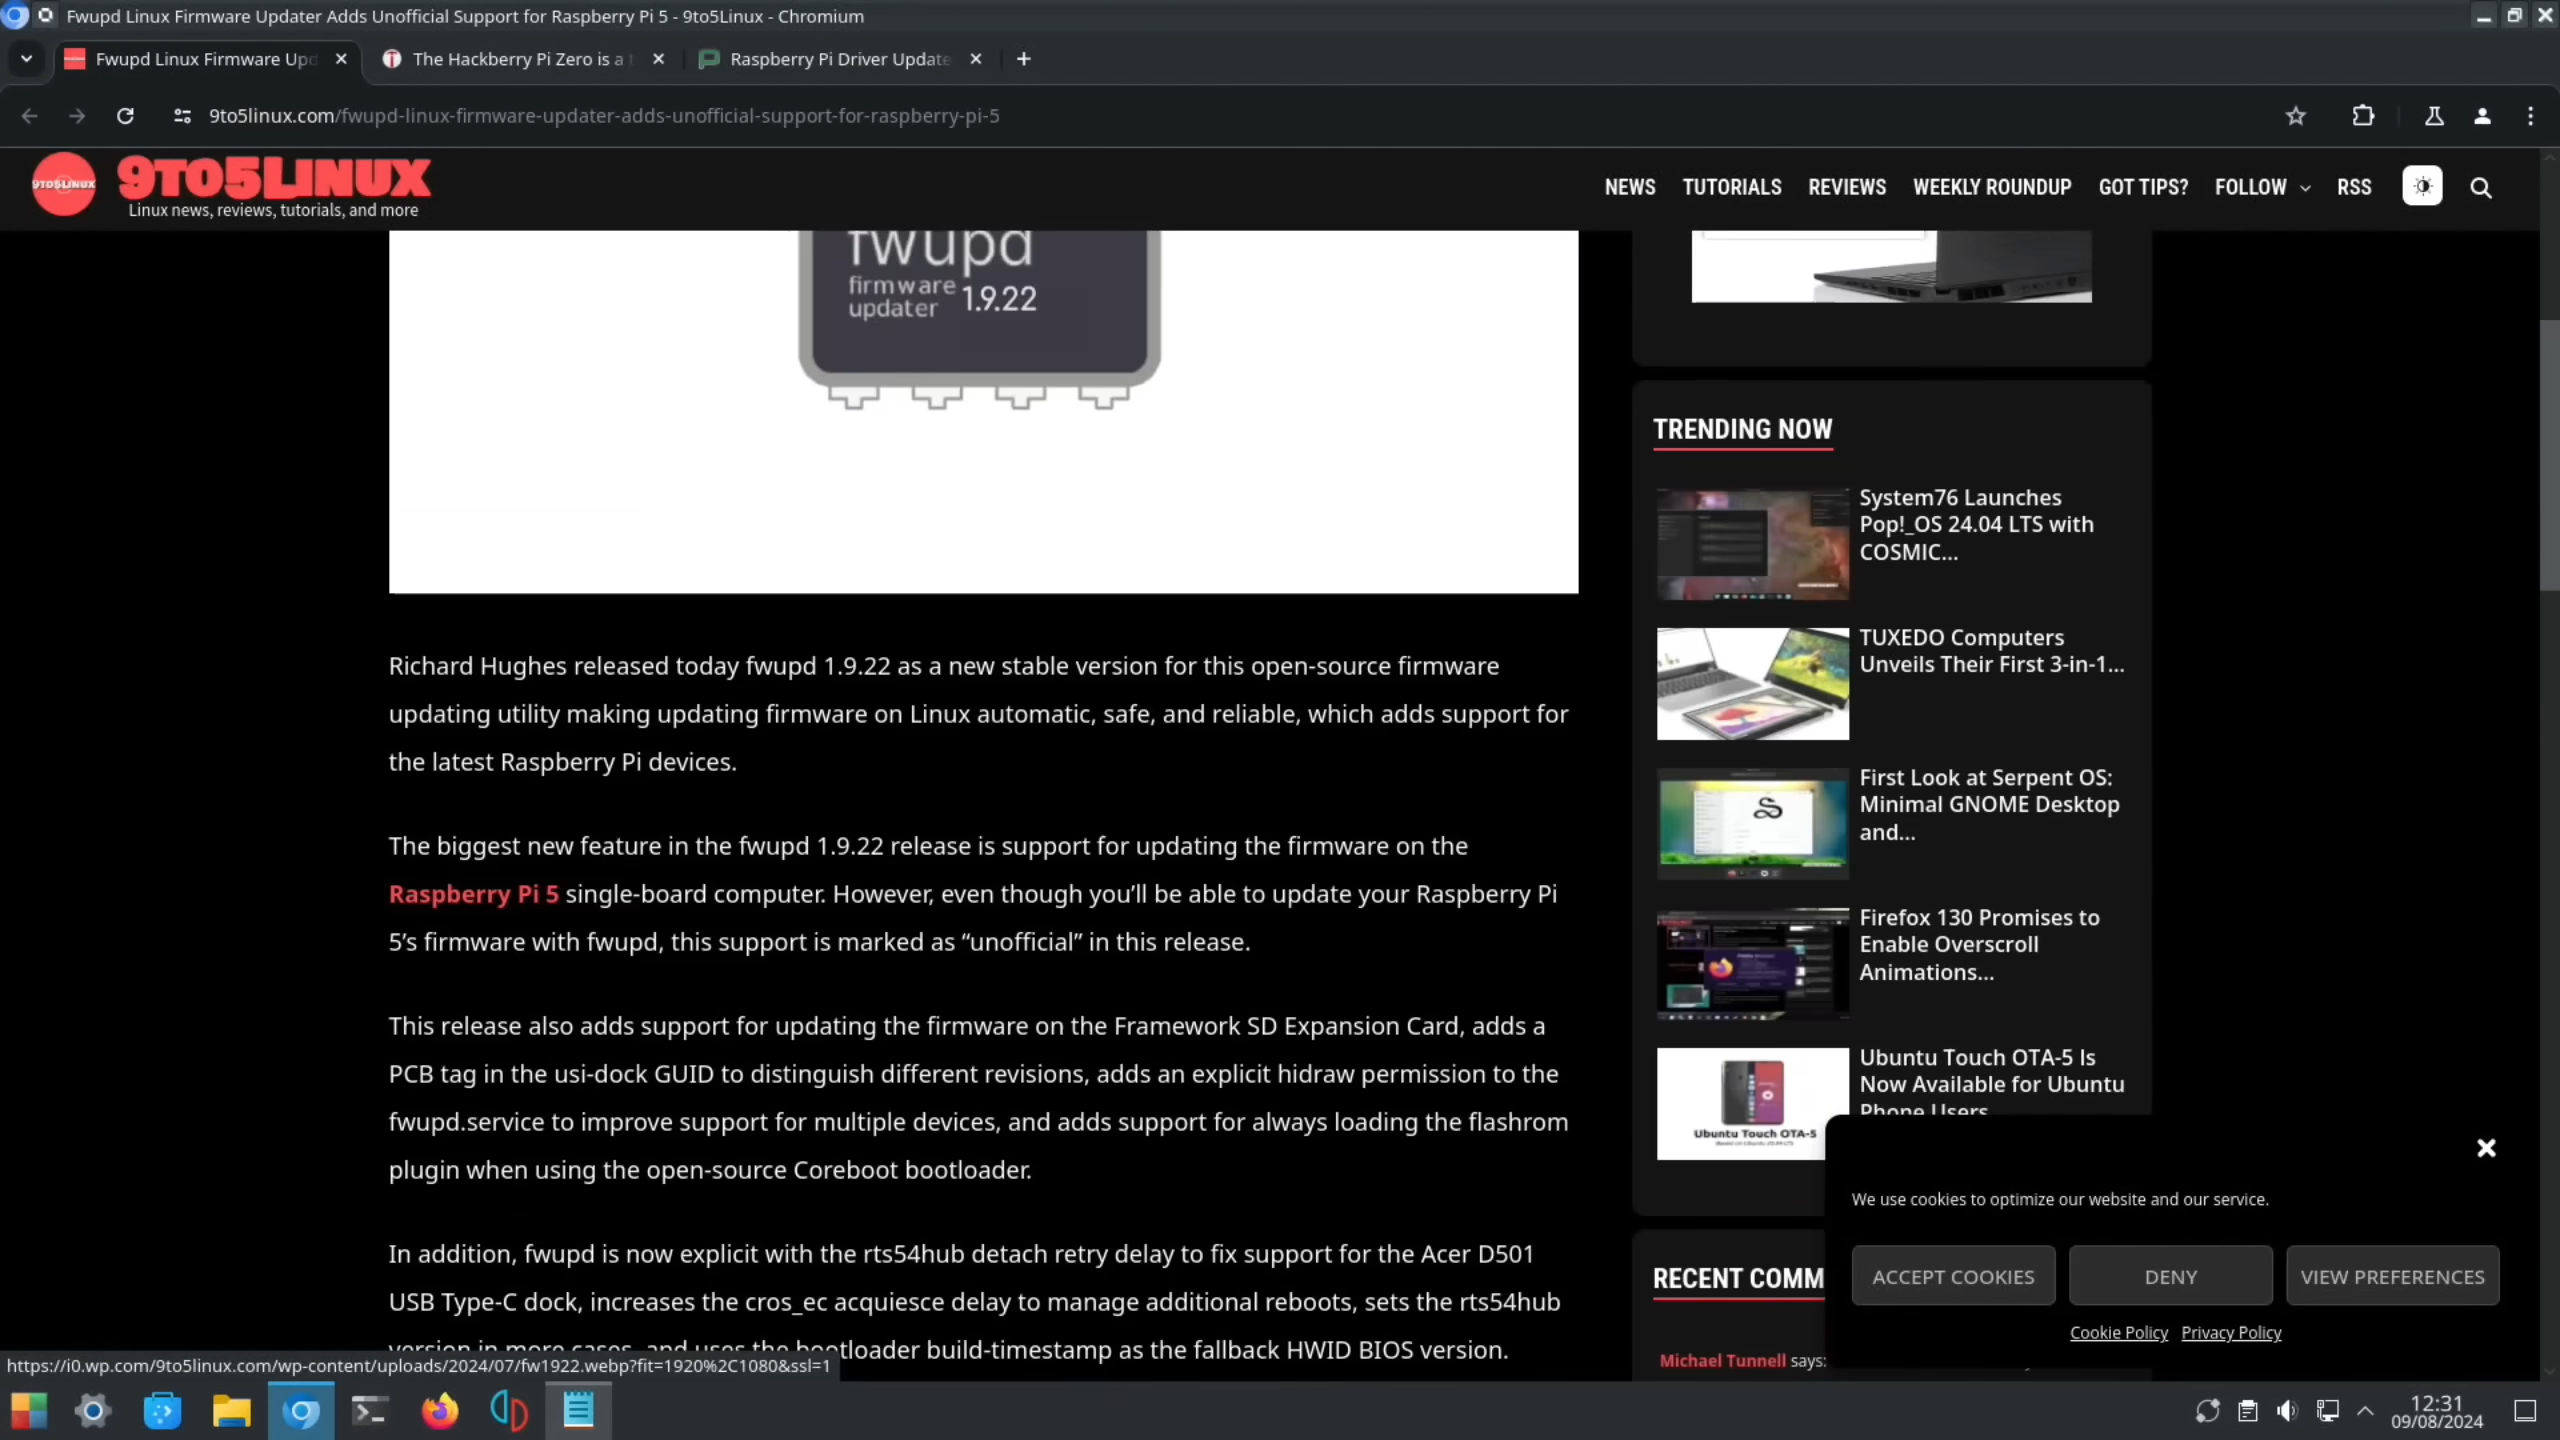 Fwupd Linux Firmware Updater Adds Unofficial Support for Raspberry Pi 5 - 9to5Linux - Chromium
Fwupd Linux Firmware Upd
The Hackberry Pi Zero is a
Raspberry Pi Driver Update
9to5linux.com/fwupd-linux-firmware-updater-adds-unofficial-support-for-raspberry-pi-5
9TO5LINUX
9TO5LINUX
Linux news, reviews, tutorials, and more
NEWS TUTORIALS REVIEWS WEEKLY ROUNDUP GOT TIPS? FOLLOW RSS
fwupd
firmware
updater 1.9.22
Richard Hughes released today fwupd 1.9.22 as a new stable version for this open-source firmware
updating utility making updating firmware on Linux automatic, safe, and reliable, which adds support for
the latest Raspberry Pi devices.
The biggest new feature in the fwupd 1.9.22 release is support for updating the firmware on the
Raspberry Pi 5 single-board computer. However, even though you’ll be able to update your Raspberry Pi
5’s firmware with fwupd, this support is marked as “unofficial” in this release.
This release also adds support for updating the firmware on the Framework SD Expansion Card, adds a
PCB tag in the usi-dock GUID to distinguish different revisions, adds an explicit hidraw permission to the
fwupd.service to improve support for multiple devices, and adds support for always loading the flashrom
plugin when using the open-source Coreboot bootloader.
In addition, fwupd is now explicit with the rts54hub detach retry delay to fix support for the Acer D501
USB Type-C dock, increases the cros_ec acquiesce delay to manage additional reboots, sets the rts54hub
version in more cases, and uses the bootloader build-timestamp as the fallback HWID BIOS version.
TRENDING NOW
System76 Launches
Pop!_OS 24.04 LTS with
COSMIC...
TUXEDO Computers
Unveils Their First 3-in-1...
First Look at Serpent OS:
Minimal GNOME Desktop
and...
Firefox 130 Promises to
Enable Overscroll
Animations...
Ubuntu Touch OTA-5
Ubuntu Touch OTA-5 Is
Now Available for Ubuntu
Phone Users
RECENT COMM
Michael Tunnell says:
We use cookies to optimize our website and our service.
ACCEPT COOKIES DENY VIEW PREFERENCES
Cookie Policy Privacy Policy
https://i0.wp.com/9to5linux.com/wp-content/uploads/2024/07/fw1922.webp?fit=1920%2C1080&ssl=1
12:31
09/08/2024